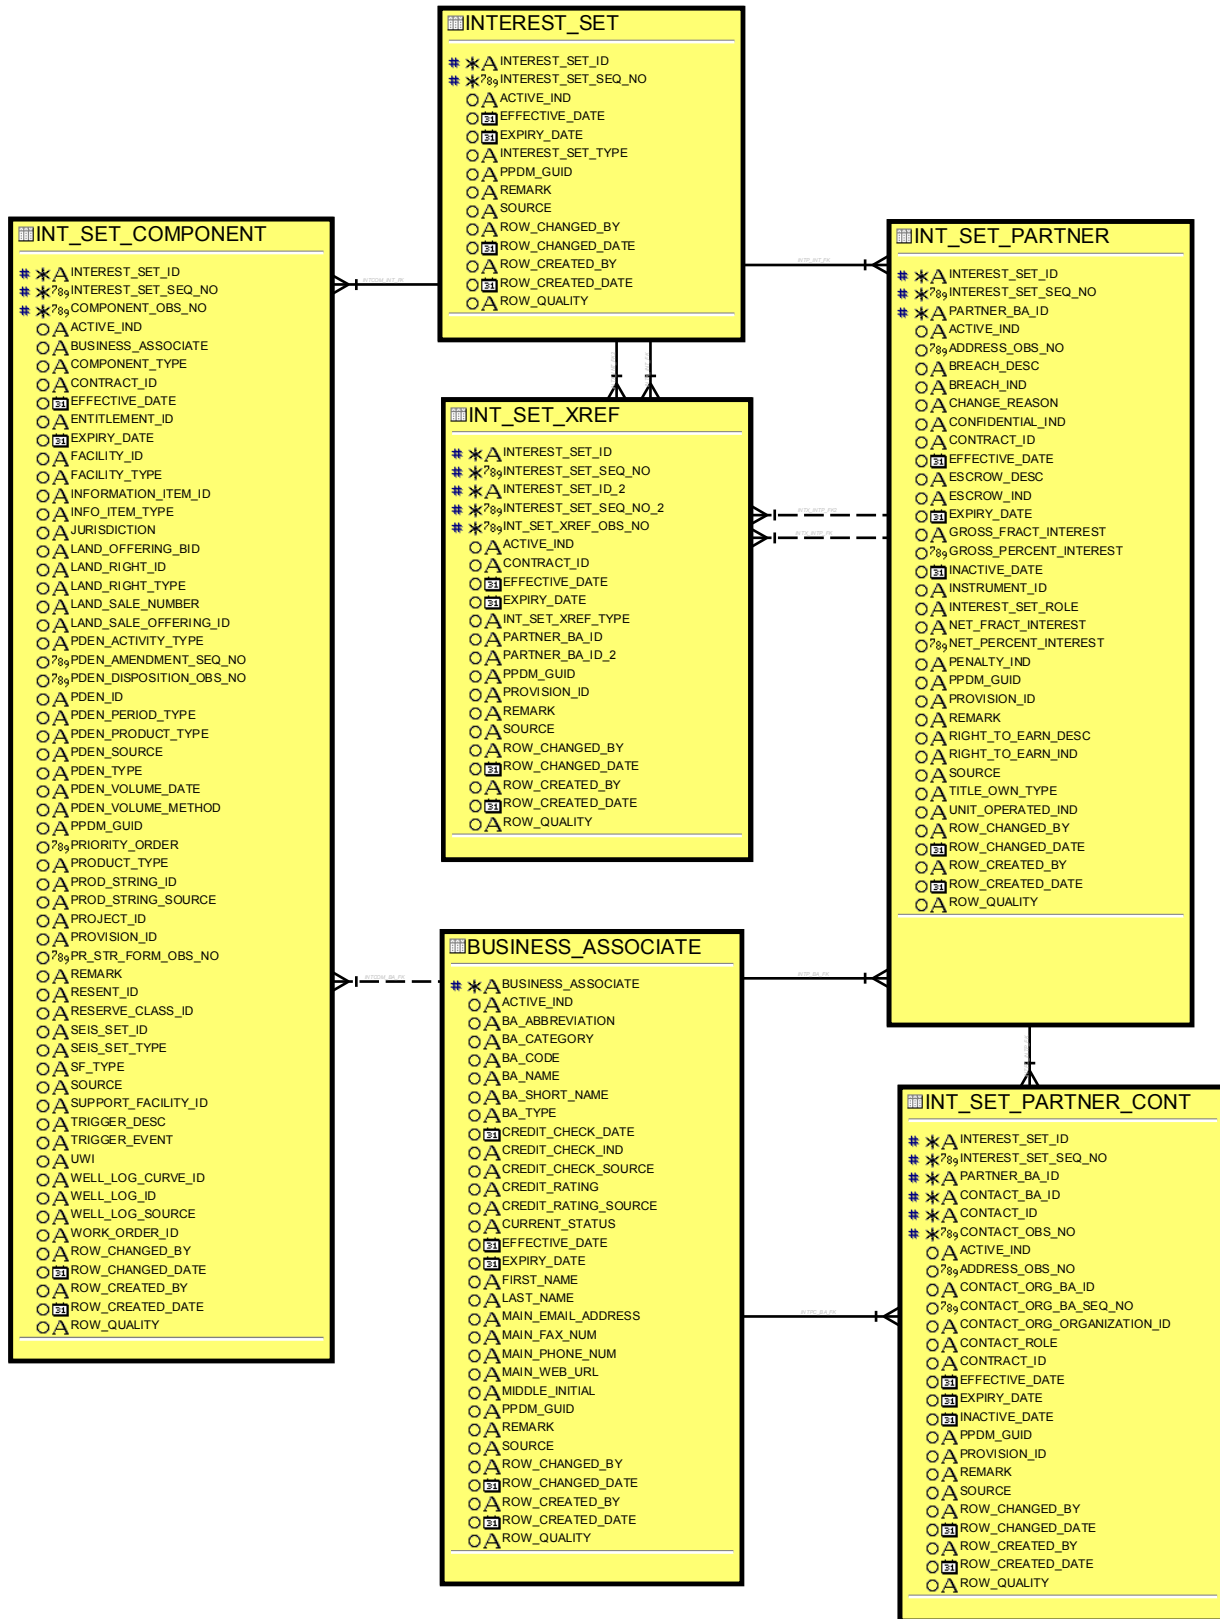 INTEREST_SET
INTEREST_SET_ID
INTEREST_SET_SEQ_NO
ACTIVE_IND
EFFECTIVE_DATE
EXPIRY_DATE
INTEREST_SET_TYPE
PPDM_GUID
REMARK
SOURCE
ROW_CHANGED_BY
ROW_CHANGED_DATE
ROW_CREATED_BY
ROW_CREATED_DATE
ROW_QUALITY
INT_SET_COMPONENT
INTEREST_SET_ID
INTEREST_SET_SEQ_NO
COMPONENT_OBS_NO
ACTIVE_IND
BUSINESS_ASSOCIATE
COMPONENT_TYPE
CONTRACT_ID
EFFECTIVE_DATE
ENTITLEMENT_ID
EXPIRY_DATE
FACILITY_ID
FACILITY_TYPE
INFORMATION_ITEM_ID
INFO_ITEM_TYPE
JURISDICTION
LAND_OFFERING_BID
LAND_RIGHT_ID
LAND_RIGHT_TYPE
LAND_SALE_NUMBER
LAND_SALE_OFFERING_ID
PDEN_ACTIVITY_TYPE
PDEN_AMENDMENT_SEQ_NO
PDEN_DISPOSITION_OBS_NO
PDEN_ID
PDEN_PERIOD_TYPE
PDEN_PRODUCT_TYPE
PDEN_SOURCE
PDEN_TYPE
PDEN_VOLUME_DATE
PDEN_VOLUME_METHOD
PPDM_GUID
PRIORITY_ORDER
PRODUCT_TYPE
PROD_STRING_ID
PROD_STRING_SOURCE
PROJECT_ID
PROVISION_ID
PR_STR_FORM_OBS_NO
REMARK
RESENT_ID
RESERVE_CLASS_ID
SEIS_SET_ID
SEIS_SET_TYPE
SF_TYPE
SOURCE
SUPPORT_FACILITY_ID
TRIGGER_DESC
TRIGGER_EVENT
UWI
WELL_LOG_CURVE_ID
WELL_LOG_ID
WELL_LOG_SOURCE
WORK_ORDER_ID
ROW_CHANGED_BY
ROW_CHANGED_DATE
ROW_CREATED_BY
ROW_CREATED_DATE
ROW_QUALITY
INT_SET_PARTNER
INTEREST_SET_ID
INTEREST_SET_SEQ_NO
PARTNER_BA_ID
ACTIVE_IND
ADDRESS_OBS_NO
BREACH_DESC
BREACH_IND
CHANGE_REASON
CONFIDENTIAL_IND
CONTRACT_ID
EFFECTIVE_DATE
ESCROW_DESC
ESCROW_IND
EXPIRY_DATE
GROSS_FRACT_INTEREST
GROSS_PERCENT_INTEREST
INACTIVE_DATE
INSTRUMENT_ID
INTEREST_SET_ROLE
NET_FRACT_INTEREST
NET_PERCENT_INTEREST
PENALTY_IND
PPDM_GUID
PROVISION_ID
REMARK
RIGHT_TO_EARN_DESC
RIGHT_TO_EARN_IND
SOURCE
TITLE_OWN_TYPE
UNIT_OPERATED_IND
ROW_CHANGED_BY
ROW_CHANGED_DATE
ROW_CREATED_BY
ROW_CREATED_DATE
ROW_QUALITY
INT_SET_XREF
INTEREST_SET_ID
INTEREST_SET_SEQ_NO
INTEREST_SET_ID_2
INTEREST_SET_SEQ_NO_2
INT_SET_XREF_OBS_NO
ACTIVE_IND
CONTRACT_ID
EFFECTIVE_DATE
EXPIRY_DATE
INT_SET_XREF_TYPE
PARTNER_BA_ID
PARTNER_BA_ID_2
PPDM_GUID
PROVISION_ID
REMARK
SOURCE
ROW_CHANGED_BY
ROW_CHANGED_DATE
ROW_CREATED_BY
ROW_CREATED_DATE
ROW_QUALITY
BUSINESS_ASSOCIATE
BUSINESS_ASSOCIATE
ACTIVE_IND
BA_ABBREVIATION
BA_CATEGORY
BA_CODE
BA_NAME
BA_SHORT_NAME
BA_TYPE
CREDIT_CHECK_DATE
CREDIT_CHECK_IND
CREDIT_CHECK_SOURCE
CREDIT_RATING
CREDIT_RATING_SOURCE
CURRENT_STATUS
EFFECTIVE_DATE
EXPIRY_DATE
FIRST_NAME
LAST_NAME
MAIN_EMAIL_ADDRESS
MAIN_FAX_NUM
MAIN_PHONE_NUM
MAIN_WEB_URL
MIDDLE_INITIAL
PPDM_GUID
REMARK
SOURCE
ROW_CHANGED_BY
ROW_CHANGED_DATE
ROW_CREATED_BY
ROW_CREATED_DATE
ROW_QUALITY
INT_SET_PARTNER_CONT
INTEREST_SET_ID
INTEREST_SET_SEQ_NO
PARTNER_BA_ID
CONTACT_BA_ID
CONTACT_ID
CONTACT_OBS_NO
ACTIVE_IND
ADDRESS_OBS_NO
CONTACT_ORG_BA_ID
CONTACT_ORG_BA_SEQ_NO
CONTACT_ORG_ORGANIZATION_ID
CONTACT_ROLE
CONTRACT_ID
EFFECTIVE_DATE
EXPIRY_DATE
INACTIVE_DATE
PPDM_GUID
PROVISION_ID
REMARK
SOURCE
ROW_CHANGED_BY
ROW_CHANGED_DATE
ROW_CREATED_BY
ROW_CREATED_DATE
ROW_QUALITY